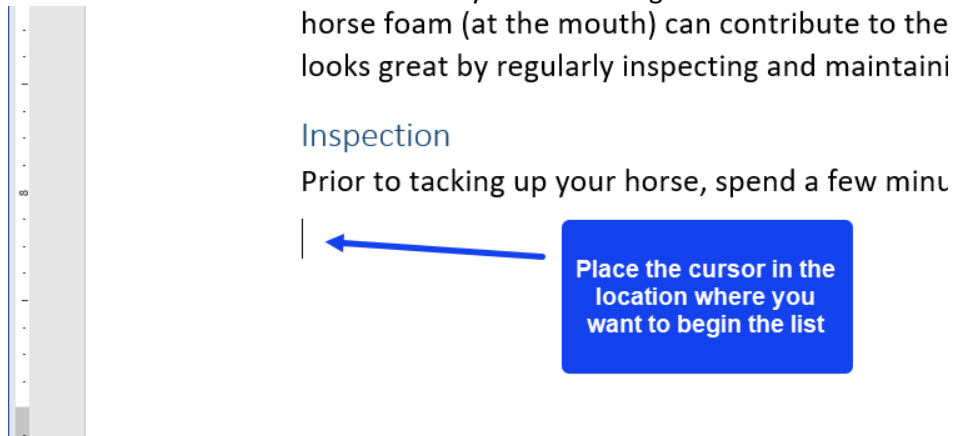 horse foam (at the mouth) can contribute to the
looks great by regularly inspecting and maintaini
Inspection
Prior to tacking up your horse, spend a few minu
Place the cursor in the
location where you
want to begin the list
8